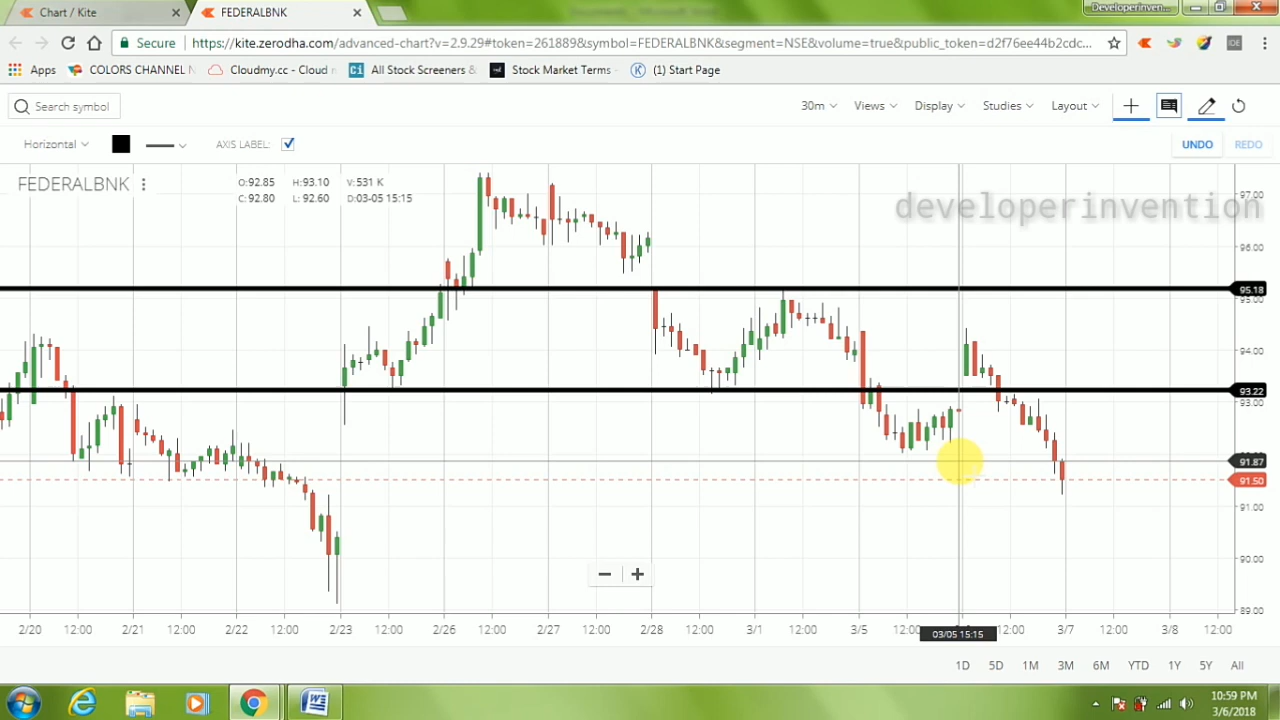 Chart / Kite
FEDERALBNK
Developerinven...
Secure
https://kite.zerodha.com/advanced-chart?v=2.9.29#token=261889&symbol=FEDERALBNK&segment=NSE&volume=true&public_token=d2f76ee44b2cdc...
Apps
COLORS CHANNEL
Cloudmy.cc - Cloud
All Stock Screeners
Stock Market Terms -
(1) Start Page
Search symbol
30m
Views
Display
Studies
Layout
Horizontal
AXIS LABEL:
UNDO
REDO
FEDERALBNK
O:92.85 H:93.10 V:531 K
C:92.80 L:92.60 D:03-05 15:15
developerinvention
97.00
96.00
95.18
95.00
94.00
93.22
93.00
91.87
91.50
91.00
90.00
89.00
2/20 12:00 2/21 12:00 2/22 12:00 2/23 12:00 2/26 12:00 2/27 12:00 2/28 12:00 3/1 12:00 3/5 12:00 12:00 3/7 12:00 3/8 12:00
03/05 15:15
1D 5D 1M 3M 6M YTD 1Y 5Y All
10:59 PM
3/6/2018